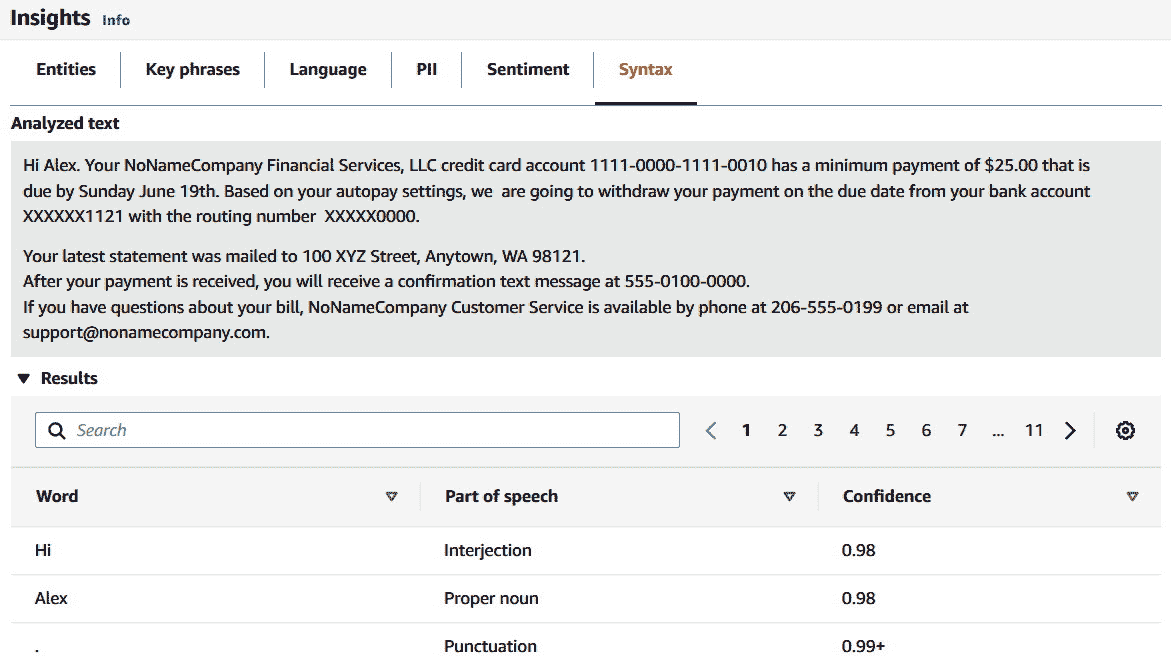 Insights Info
Entities Key phrases Language PII Sentiment Syntax
Analyzed text
Hi Alex. Your NoNameCompany Financial Services, LLC credit card account 1111-0000-1111-0010 has a minimum payment of $25.00 that is
due by Sunday June 19th. Based on your autopay settings, we  are going to withdraw your payment on the due date from your bank account
XXXXXX1121 with the routing number  XXXXX0000.
Your latest statement was mailed to 100 XYZ Street, Anytown, WA 98121.
After your payment is received, you will receive a confirmation text message at 555-0100-0000.
If you have questions about your bill, NoNameCompany Customer Service is available by phone at 206-555-0199 or email at
support@nonamecompany.com.
Results
Search 1 2 3 4 5 6 7 ... 11
Word Part of speech Confidence
Hi Interjection 0.98
Alex Proper noun 0.98
. Punctuation 0.99+